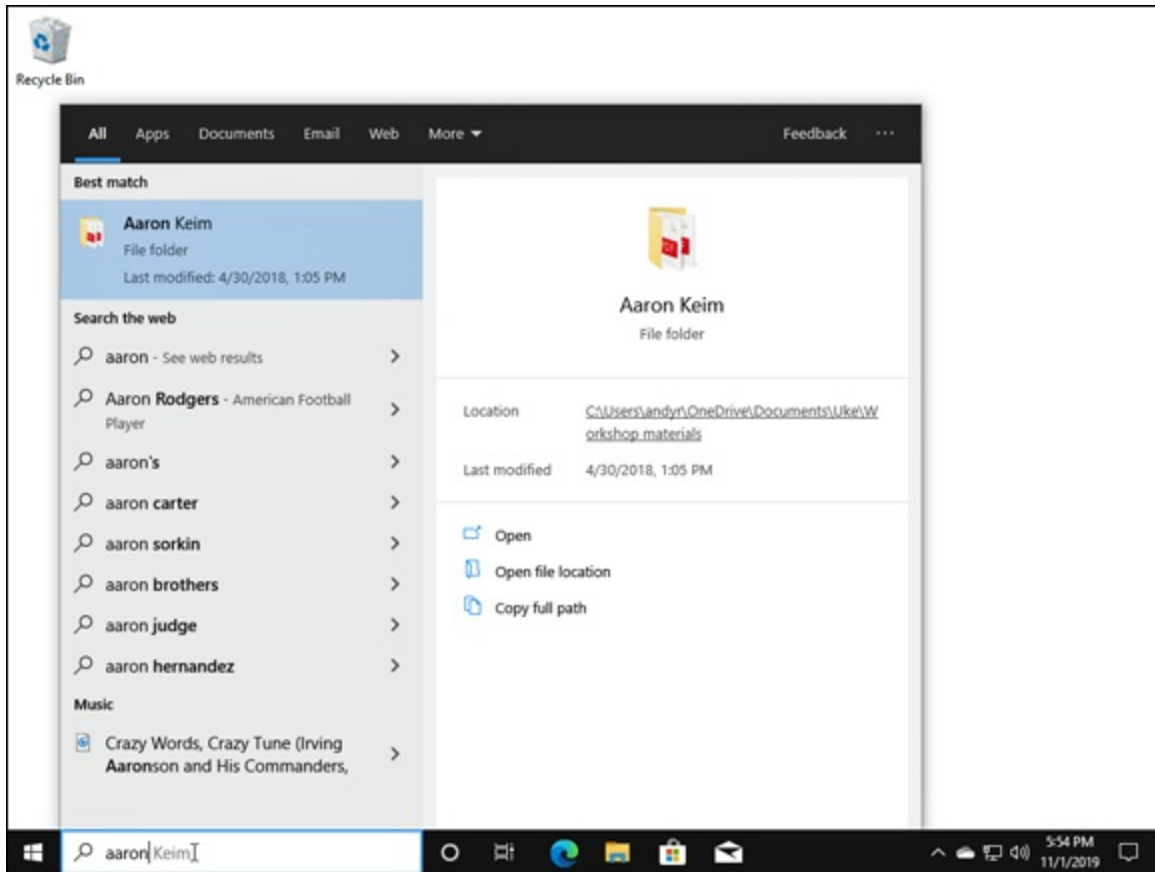 Recycle Bin
All Apps Documents Email Web More Feedback ...
Best match
Aaron Keim
File folder
Last modified: 4/30/2018, 1:05 PM
Search the web
aaron - See web results
Aaron Rodgers - American Football
Player
aaron's
aaron carter
aaron sorkin
aaron brothers
aaron judge
aaron hernandez
Music
Crazy Words, Crazy Tune (Irving
Aaronson and His Commanders,
Aaron Keim
File folder
Location C:\Users\andyr\OneDrive\Documents\Uke\W
orkshop materials
Last modified 4/30/2018, 1:05 PM
Open
Open file location
Copy full path
aaron Keim
5:54 PM
11/1/2019